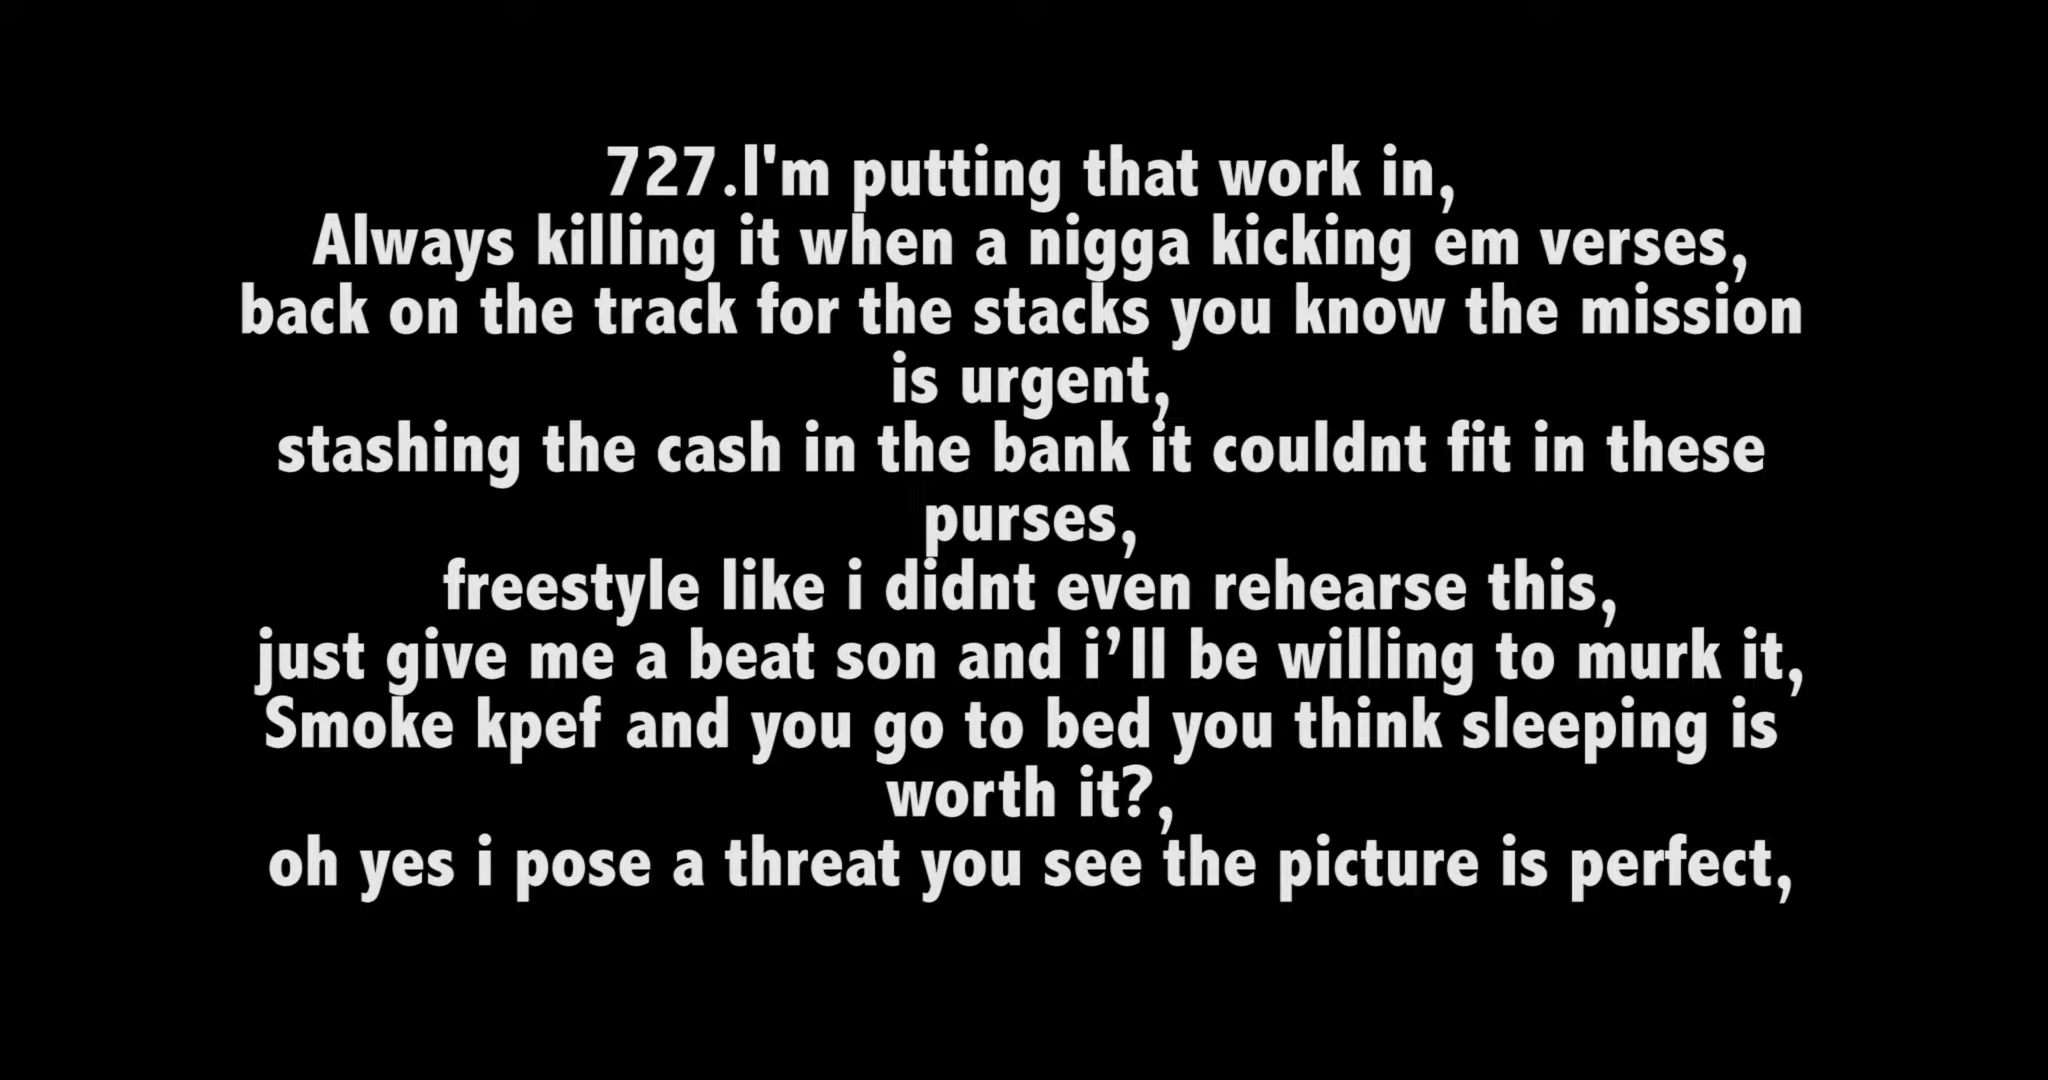 727.I'm putting that work in,
Always killing it when a nigga kicking em verses,
back on the track for the stacks you know the mission
is urgent,
stashing the cash in the bank it couldnt fit in these
purses,
freestyle like i didnt even rehearse this,
just give me a beat son and i’ll be willing to murk it,
Smoke kpef and you go to bed you think sleeping is
worth it?,
oh yes i pose a threat you see the picture is perfect,